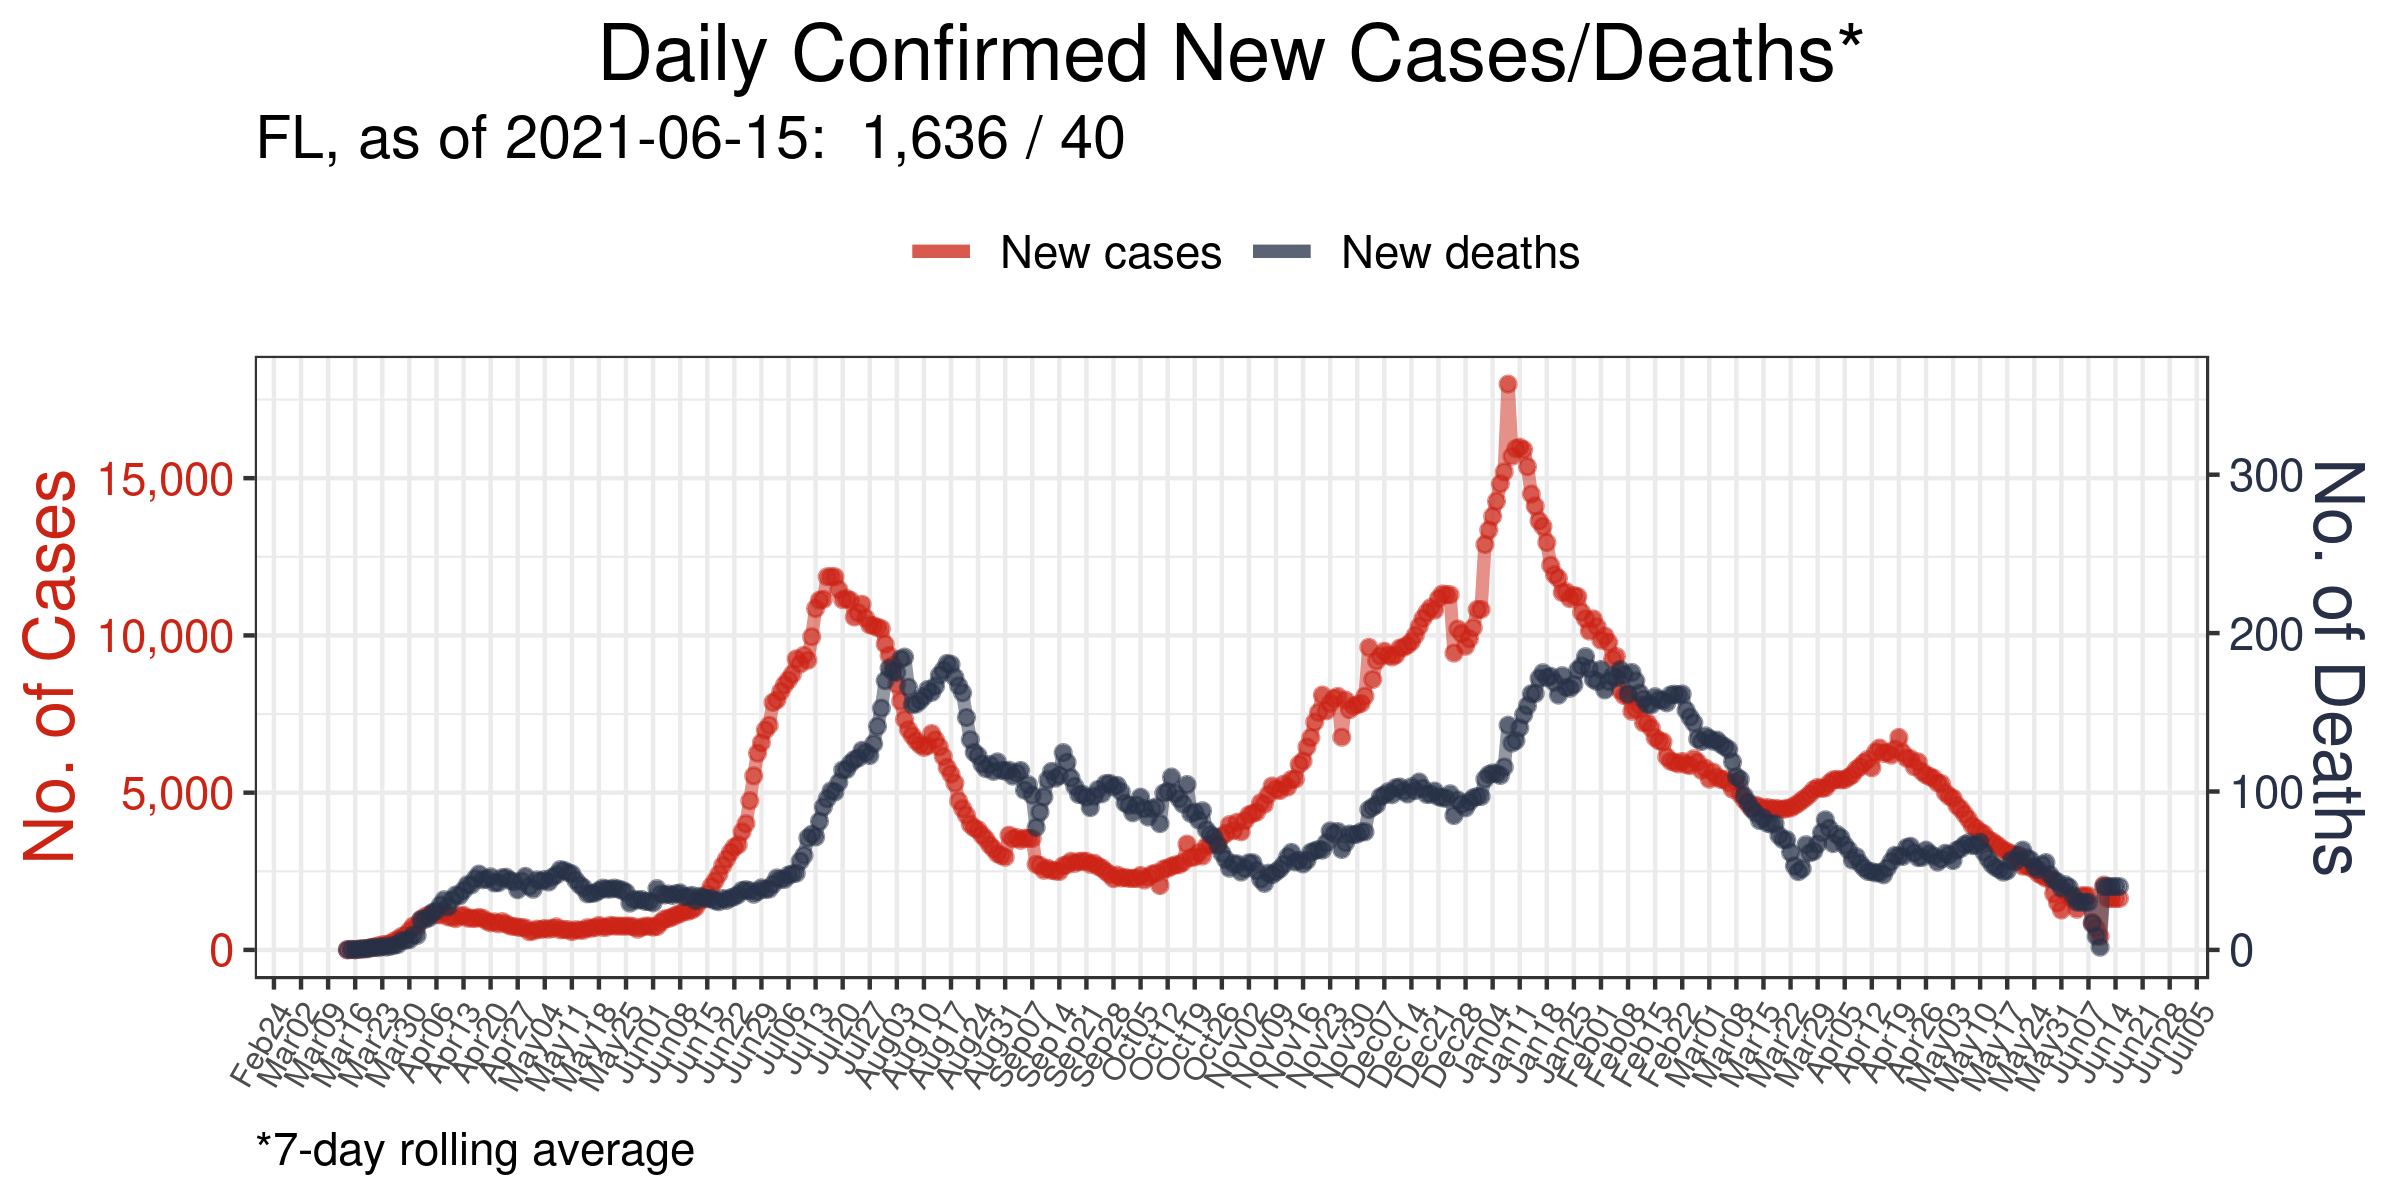 Daily Confirmed New Cases/Deaths*
FL, as of 2021-06-15:  1,636 / 40
New cases
New deaths
No. of Cases
15,000
10,000
5,000
0
300
200
100
0
No. of Deaths
Feb24
Mar02
Mar09
Mar16
Mar23
Mar30
Apr06
Apr13
Apr20
Apr27
May04
May11
May18
May25
Jun01
Jun08
Jun15
Jun22
Jun29
Jul06
Jul13
Jul20
Jul27
Aug03
Aug10
Aug17
Aug24
Aug31
Sep07
Sep14
Sep21
Sep28
Oct05
Oct12
Oct19
Oct26
Nov02
Nov09
Nov16
Nov23
Nov30
Dec07
Dec14
Dec21
Dec28
Jan04
Jan11
Jan18
Jan25
Feb01
Feb08
Feb15
Feb22
Mar01
Mar08
Mar15
Mar22
Mar29
Apr05
Apr12
Apr19
Apr26
May03
May10
May17
May24
May31
Jun07
Jun14
Jun21
Jun28
Jul05
*7-day rolling average